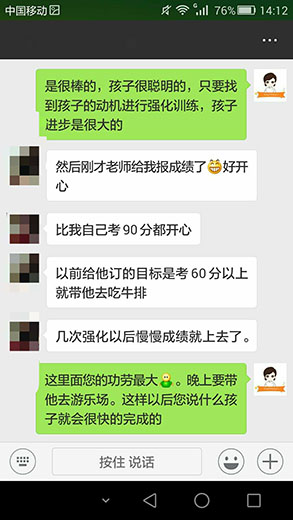 中国移动
76%
14:12
是很棒的，孩子很聪明的，只要找
到孩子的动机进行强化训练，孩子
进步是很大的
然后刚才老师给我报成绩了😁好开
心
比我自己考 90 分都开心
以前给他订的目标是考 60 分以上
就带他去吃牛排
几次强化以后慢慢成绩就上去了。
这里面您的功劳最大。晚上要带
他去游乐场。这样以后您说什么孩
子就会很快的完成的
按住 说话